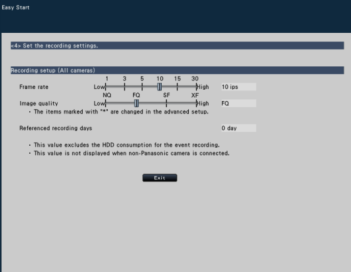 Easy Start
<4> Set the recording settings.
Recording setup (All cameras)
1 3 5 10 15 30
Frame rate Low High 10 ips
NQ FQ SF XF
Image quality Low High FQ
・ The items marked with "*" are changed in the advanced setup.
Referenced recording days 0 day
・ This value excludes the HDD consumption for the event recording.
・ This value is not displayed when non-Panasonic camera is connected.
Exit